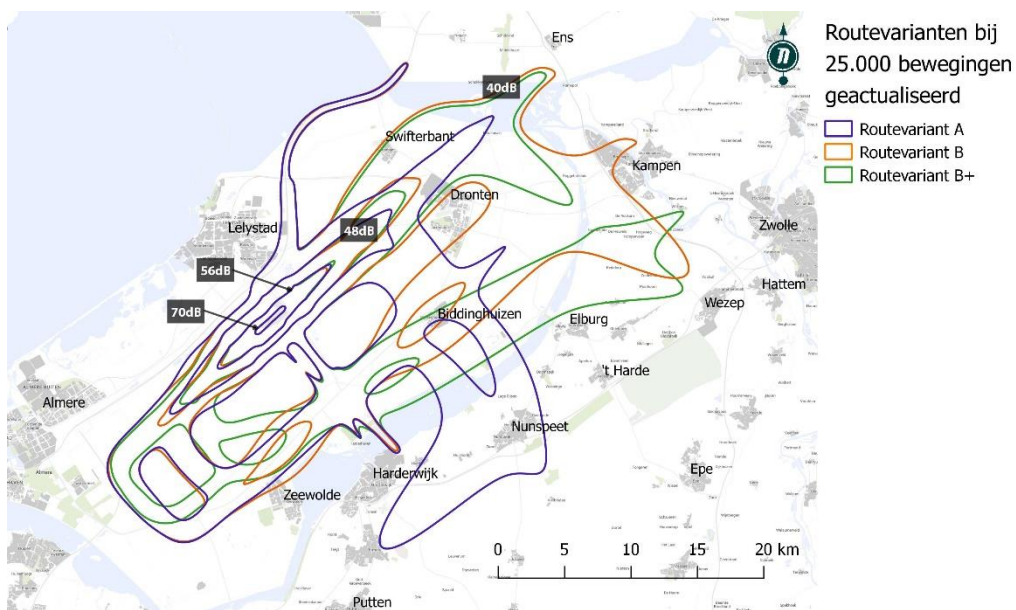 Routevarianten bij
25.000 bewegingen
geactualiseerd
Routevariant A
Routevariant B
Routevariant B+
Ens
40dB
Swifterbant
Kampen
Dronten
Lelystad
48dB
Zwolle
56dB
Hattem
70dB
Biddinghuizen
Wezep
Elburg
't Harde
Almere
Nunspeet
Harderwijk
Epe
Zeewolde
0 5 10 15 20 km
Putten